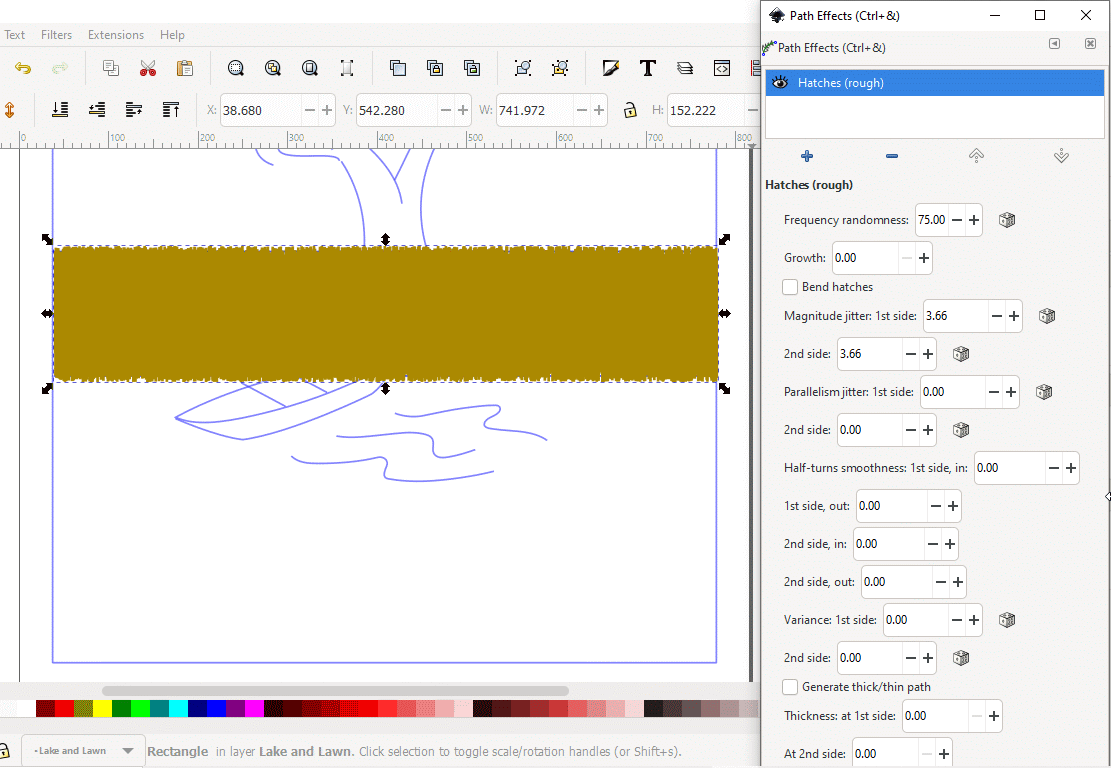 Path Effects (Ctrl+&)
Text Filters Extensions Help
Path Effects (Ctrl+&)
Hatches (rough)
X: 38.680 Y: 542.280 W: 741.972 H: 152.222
0 100 200 300 400 500 600 700 800
Hatches (rough)
Frequency randomness: 75.00
Growth: 0.00
Bend hatches
Magnitude jitter: 1st side: 3.66
2nd side: 3.66
Parallelism jitter: 1st side: 0.00
2nd side: 0.00
Half-turns smoothness: 1st side, in: 0.00
1st side, out: 0.00
2nd side, in: 0.00
2nd side, out: 0.00
Variance: 1st side: 0.00
2nd side: 0.00
Generate thick/thin path
Thickness: at 1st side: 0.00
At 2nd side: 0.00
•Lake and Lawn Rectangle in layer Lake and Lawn. Click selection to toggle scale/rotation handles (or Shift+s).